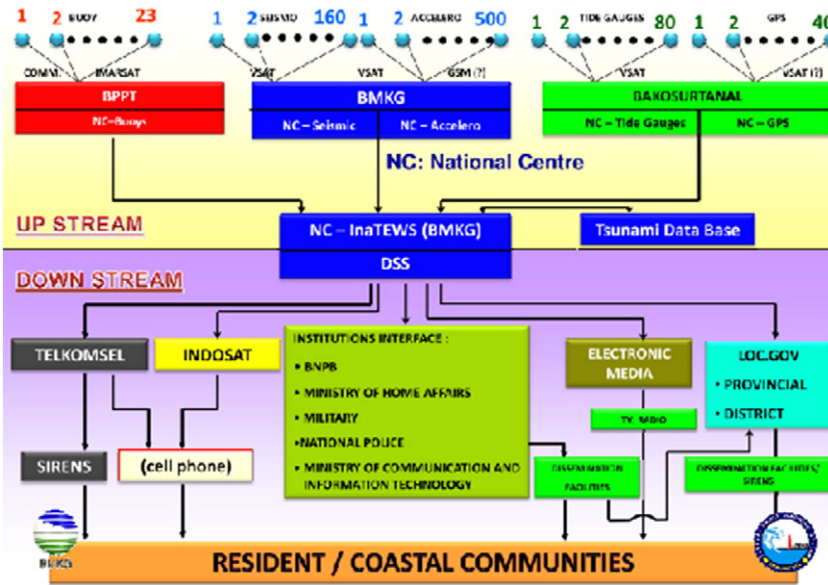 1 2 BUOY 23 1 2 SEISMO 160 1 2 ACCELERO 500 1 2 TIDE GAUGES 80 1 2 GPS 40
COMM. IMARSAT VSAT VSAT GSM (?) VSAT VSAT (?)
BPPT BMKG BAKOSURTANAL
NC–Buoys NC – Seismic NC – Accelero NC – Tide Gauges NC – GPS
NC: National Centre
UP STREAM
NC – InaTEWS (BMKG) Tsunami Data Base
DSS
DOWN STREAM
TELKOMSEL INDOSAT
INSTITUTIONS INTERFACE :
• BNPB
• MINISTRY OF HOME AFFAIRS
• MILITARY
•NATIONAL POLICE
• MINISTRY OF COMMUNICATION AND
INFORMATION TECHNOLOGY
ELECTRONIC
MEDIA
TV, RADIO
LOC.GOV
• PROVINCIAL
• DISTRICT
SIRENS (cell phone)
DISSEMINATION
FACILITIES
DISSEMINATION FACILITIES/
SIRENS
BMKG
RESIDENT / COASTAL COMMUNITIES